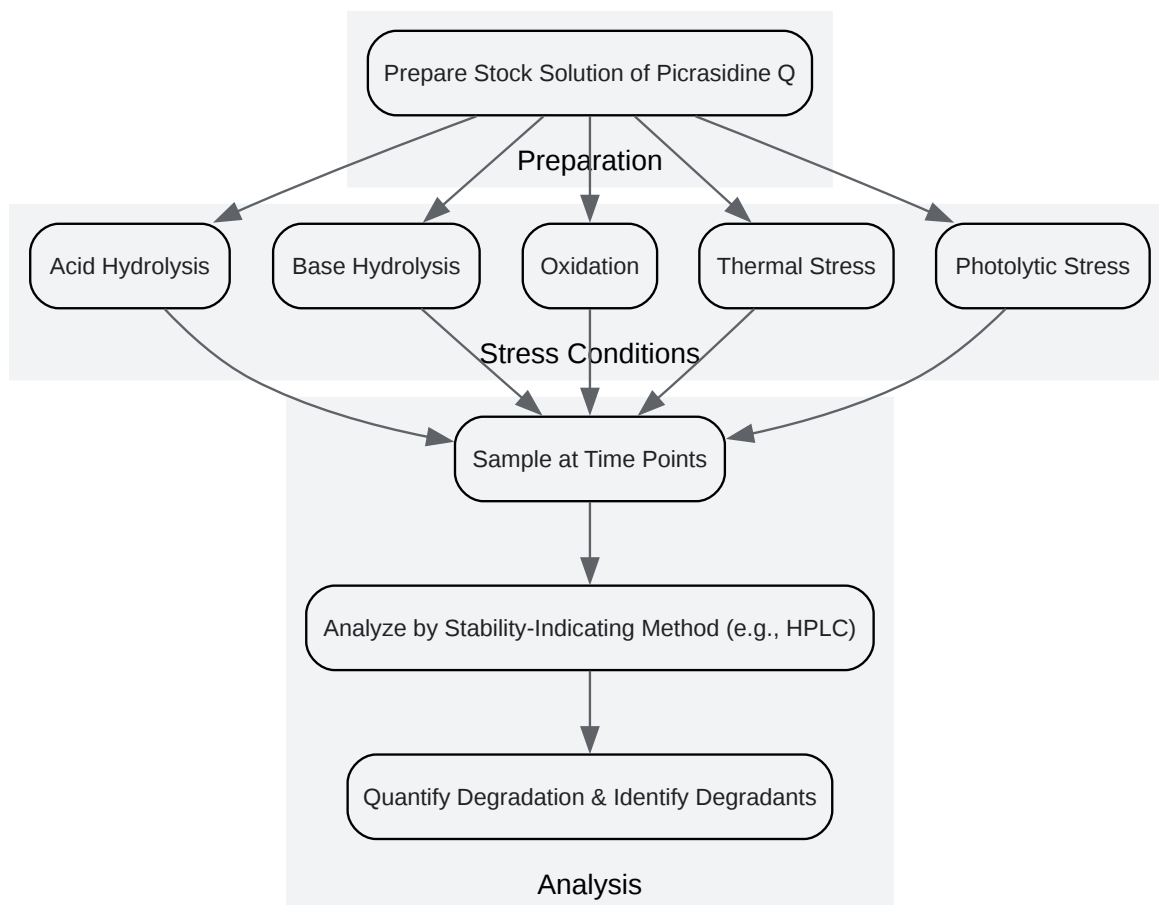 Prepare Stock Solution of Picrasidine Q
Preparation
Acid Hydrolysis
Base Hydrolysis
Oxidation
Thermal Stress
Photolytic Stress
Stress Conditions
Sample at Time Points
Analyze by Stability-Indicating Method (e.g., HPLC)
Quantify Degradation & Identify Degradants
Analysis